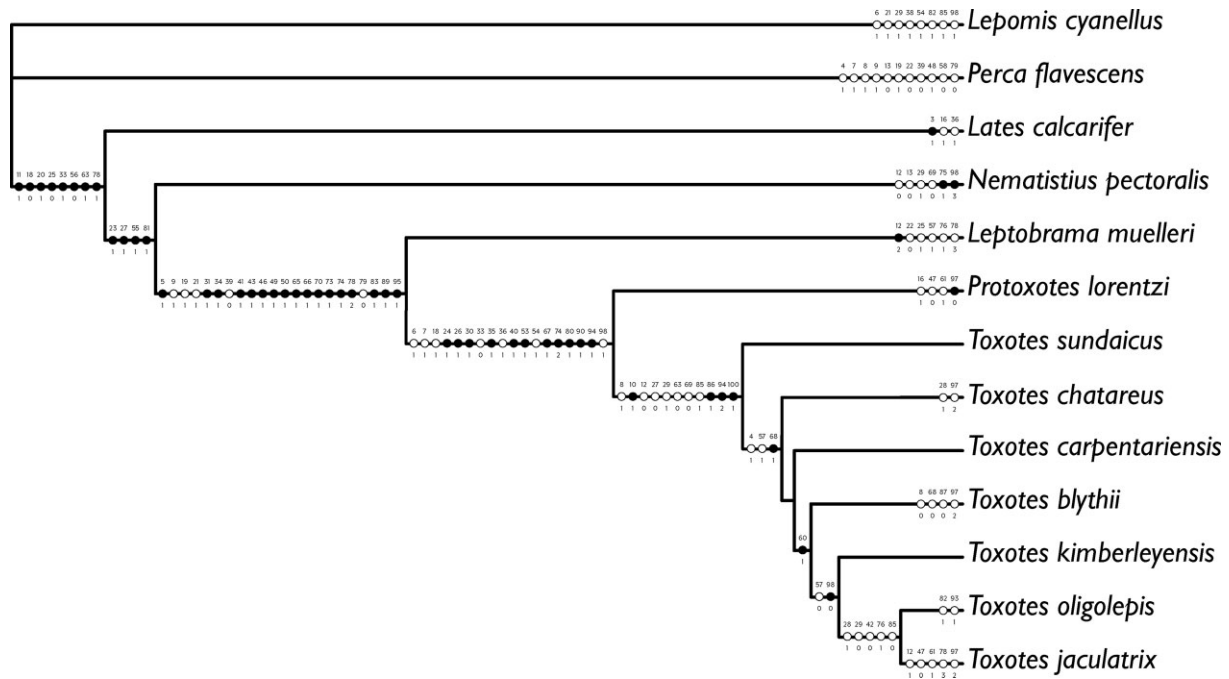 6 21 29 38 54 82 85 98
Lepomis cyanellus
1 1 1 1 1 1 1 1
4 7 8 9 13 19 22 39 48 58 79
Perca flavescens
1 1 1 1 0 1 0 0 1 0 0
3 16 36
Lates calcarifer
1 1 1
11 18 20 25 33 56 63 78
1 0 1 0 1 0 1 1
12 13 29 69 75 98
Nematistius pectoralis
0 0 1 0 1 3
23 27 55 81
1 1 1 1
12 22 25 57 76 78
Leptobrama muelleri
2 0 1 1 1 3
5 9 19 21 31 34 39 41 43 46 49 50 65 66 70 73 74 78 79 83 89 95
1 1 1 1 1 1 0 1 1 1 1 1 1 1 1 1 1 2 0 1 1 1
16 47 61 97
Protoxotes lorentzi
1 0 1 0
6 7 18 24 26 30 33 35 36 40 53 54 67 74 80 90 94 98
1 1 1 1 1 1 0 1 1 1 1 1 1 2 1 1 1 1
Toxotes sundaicus
8 10 12 27 29 63 69 85 86 94 100
1 1 0 0 1 0 0 1 1 2 1
28 97
Toxotes chatareus
1 2
4 57 68
1 1 1
Toxotes carpentariensis
8 68 87 97
Toxotes blythii
0 0 0 2
60
1
Toxotes kimberleyensis
57 98
0 0
82 93
Toxotes oligolepis
1 1
28 29 42 76 85
1 0 0 1 0
12 47 61 78 97
Toxotes jaculatrix
1 0 1 3 2